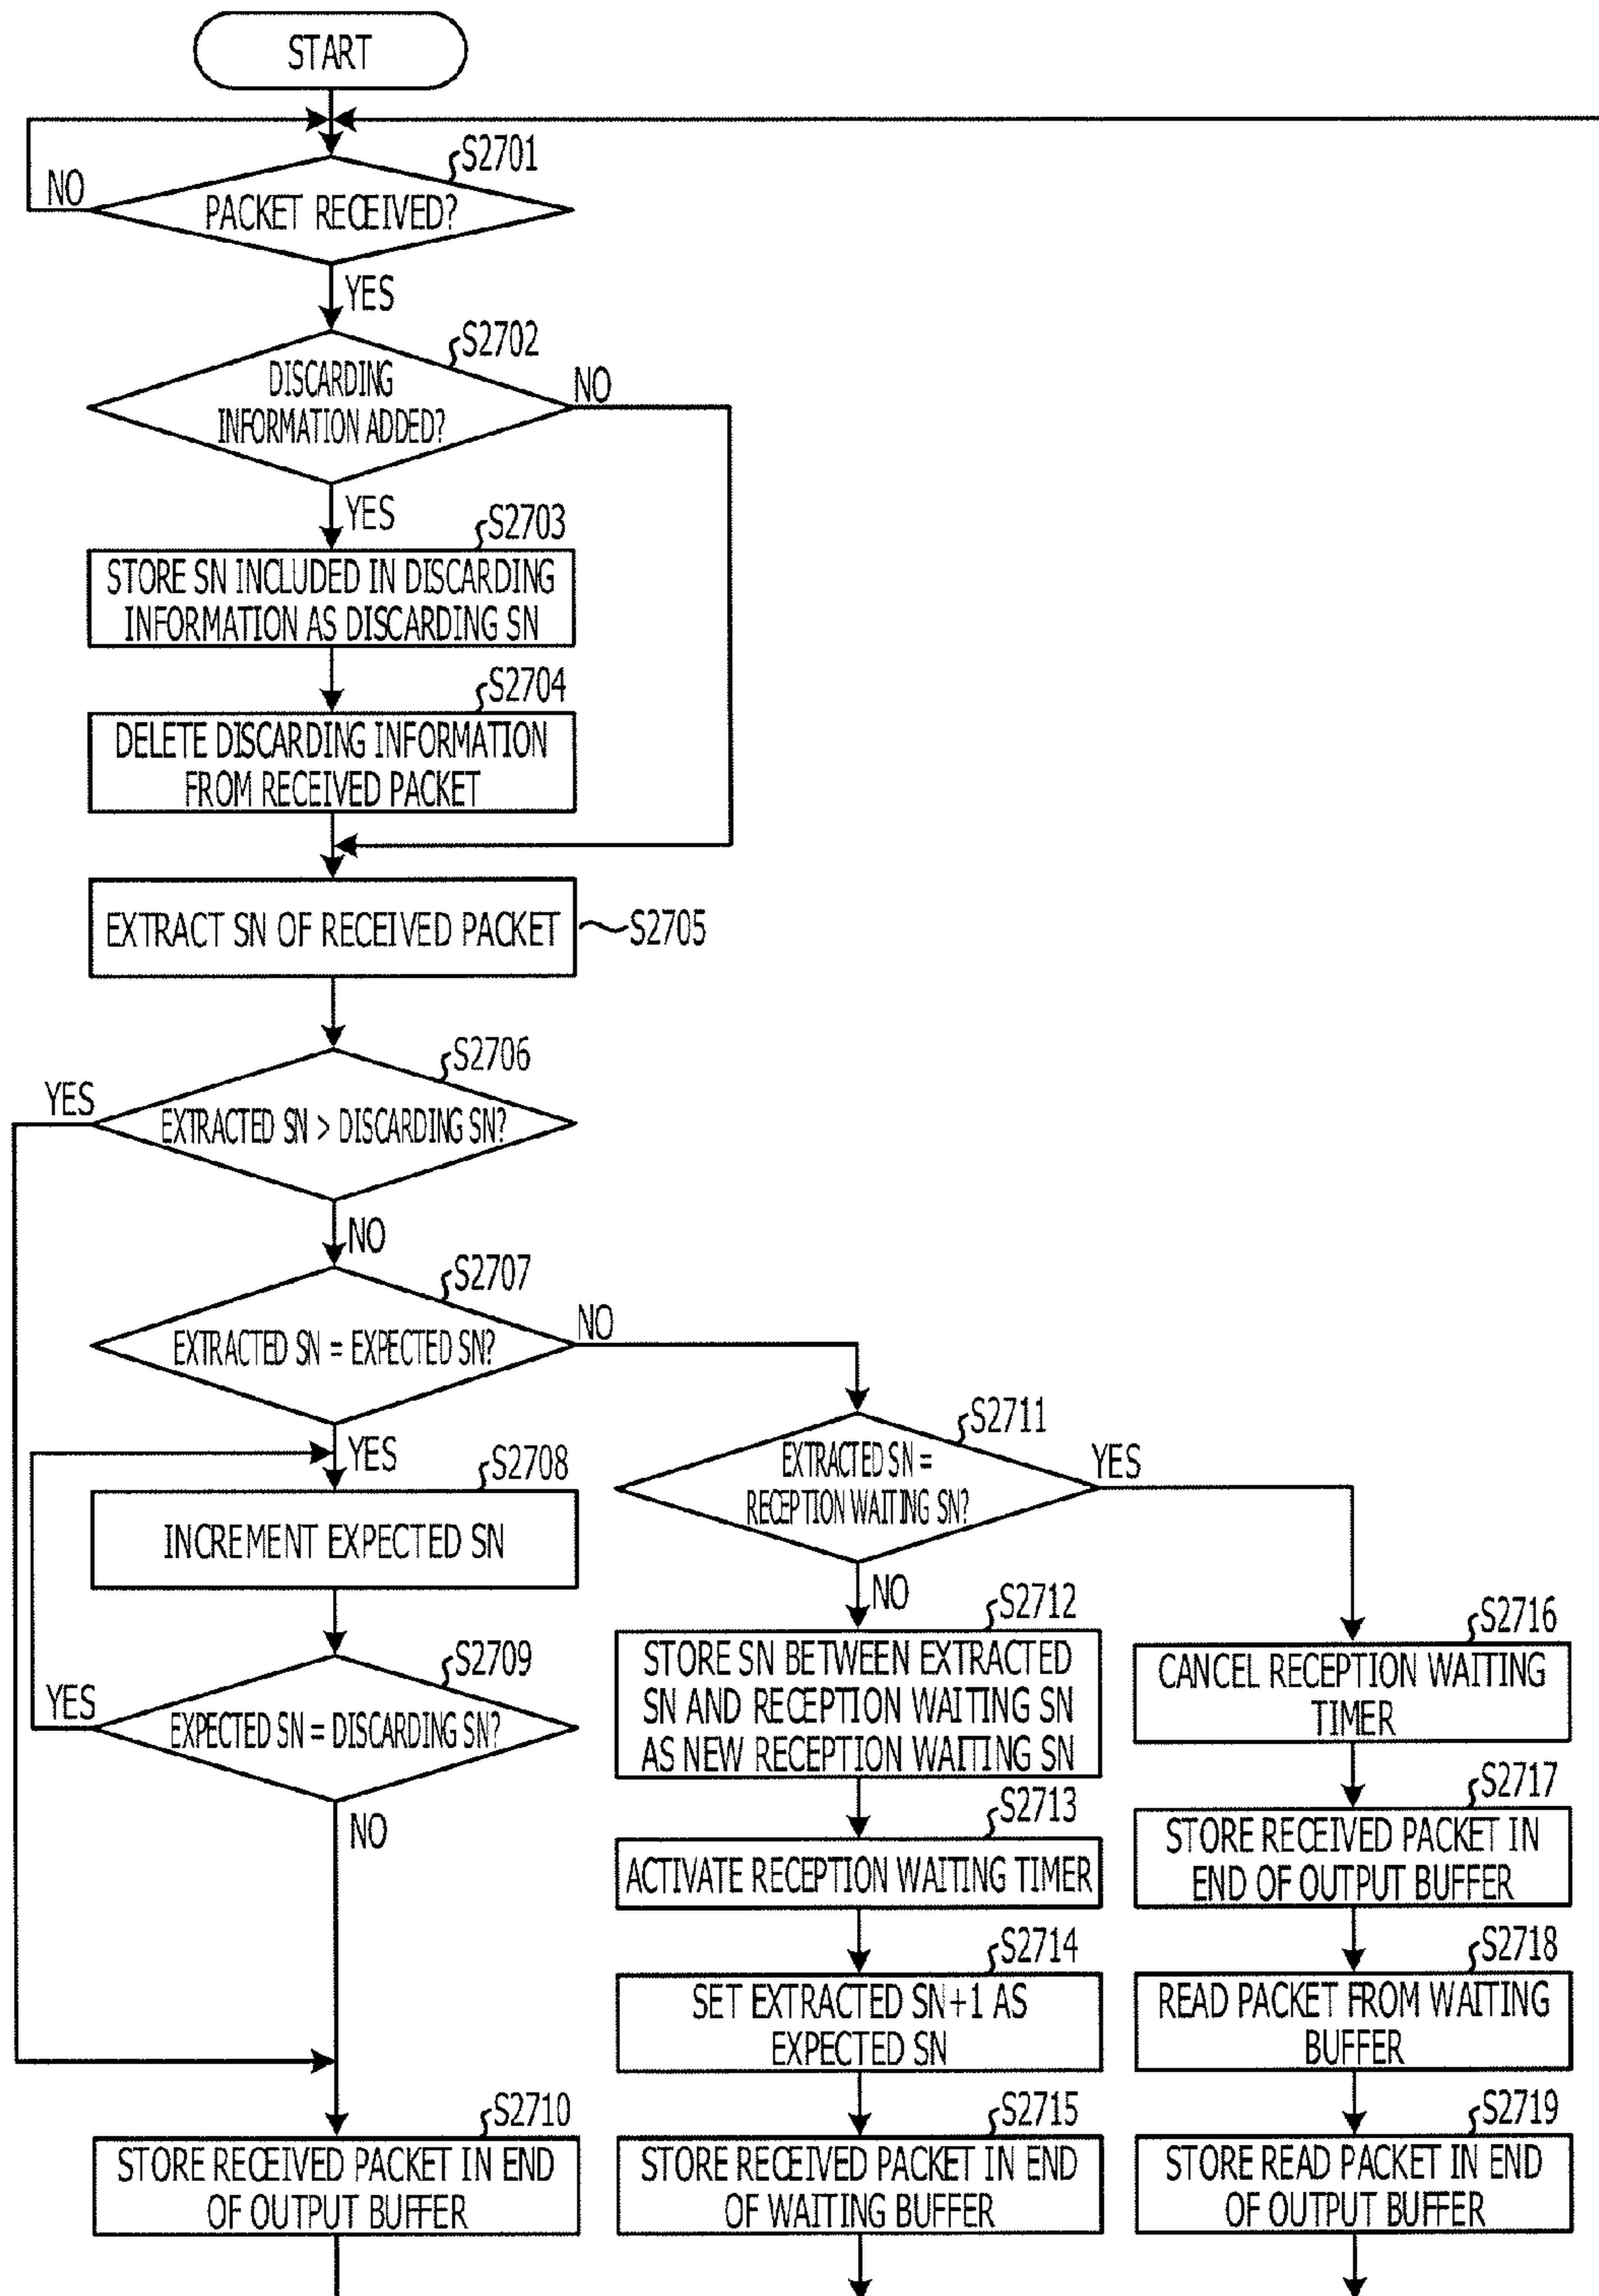 START
S2701
NO
PACKET RECEIVED?
YES
S2702
DISCARDING
INFORMATION ADDED?
NO
YES
S2703
STORE SN INCLUDED IN DISCARDING
INFORMATION AS DISCARDING SN
S2704
DELETE DISCARDING INFORMATION
FROM RECEIVED PACKET
EXTRACT SN OF RECEIVED PACKET
S2705
S2706
YES
EXTRACTED SN > DISCARDING SN?
NO
S2707
EXTRACTED SN = EXPECTED SN?
NO
YES
S2708
INCREMENT EXPECTED SN
S2709
YES
EXPECTED SN = DISCARDING SN?
NO
S2710
STORE RECEIVED PACKET IN END
OF OUTPUT BUFFER
S2711
EXTRACTED SN =
RECEPTION WAITING SN?
YES
NO
S2712
STORE SN BETWEEN EXTRACTED
SN AND RECEPTION WAITING SN
AS NEW RECEPTION WAITING SN
S2713
ACTIVATE RECEPTION WAITING TIMER
S2714
SET EXTRACTED SN+1 AS
EXPECTED SN
S2715
STORE RECEIVED PACKET IN END
OF WAITING BUFFER
S2716
CANCEL RECEPTION WAITING
TIMER
S2717
STORE RECEIVED PACKET IN
END OF OUTPUT BUFFER
S2718
READ PACKET FROM WAITING
BUFFER
S2719
STORE READ PACKET IN END
OF OUTPUT BUFFER